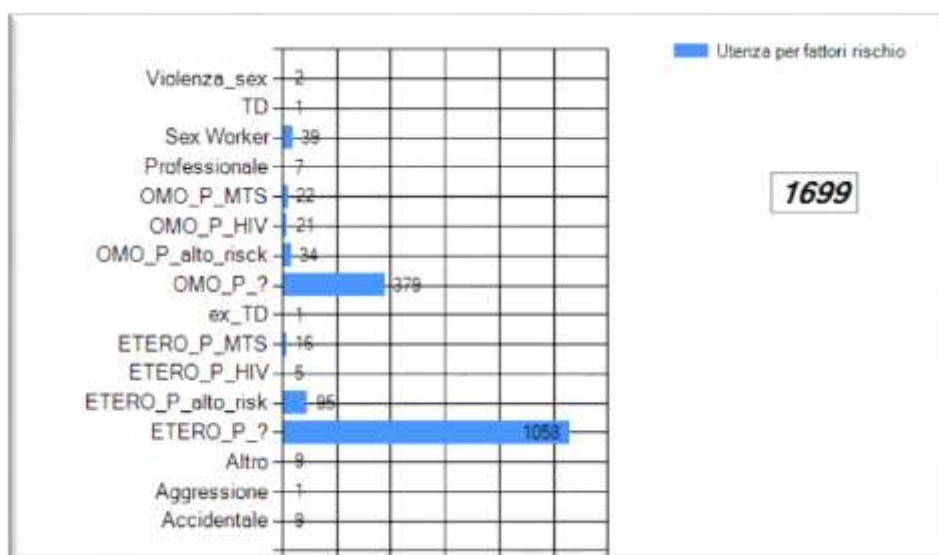 Utenza per fattori rischio
1699
Violenza_sex 2
TD 1
Sex Worker 39
Professionale 7
OMO_P_MTS 22
OMO_P_HIV 21
OMO_P_alto_risck 34
OMO_P_? 379
ex_TD 1
ETERO_P_MTS 16
ETERO_P_HIV 5
ETERO_P_alto_risk 95
ETERO_P_? 1058
Altro 9
Aggressione 1
Accidentale 9